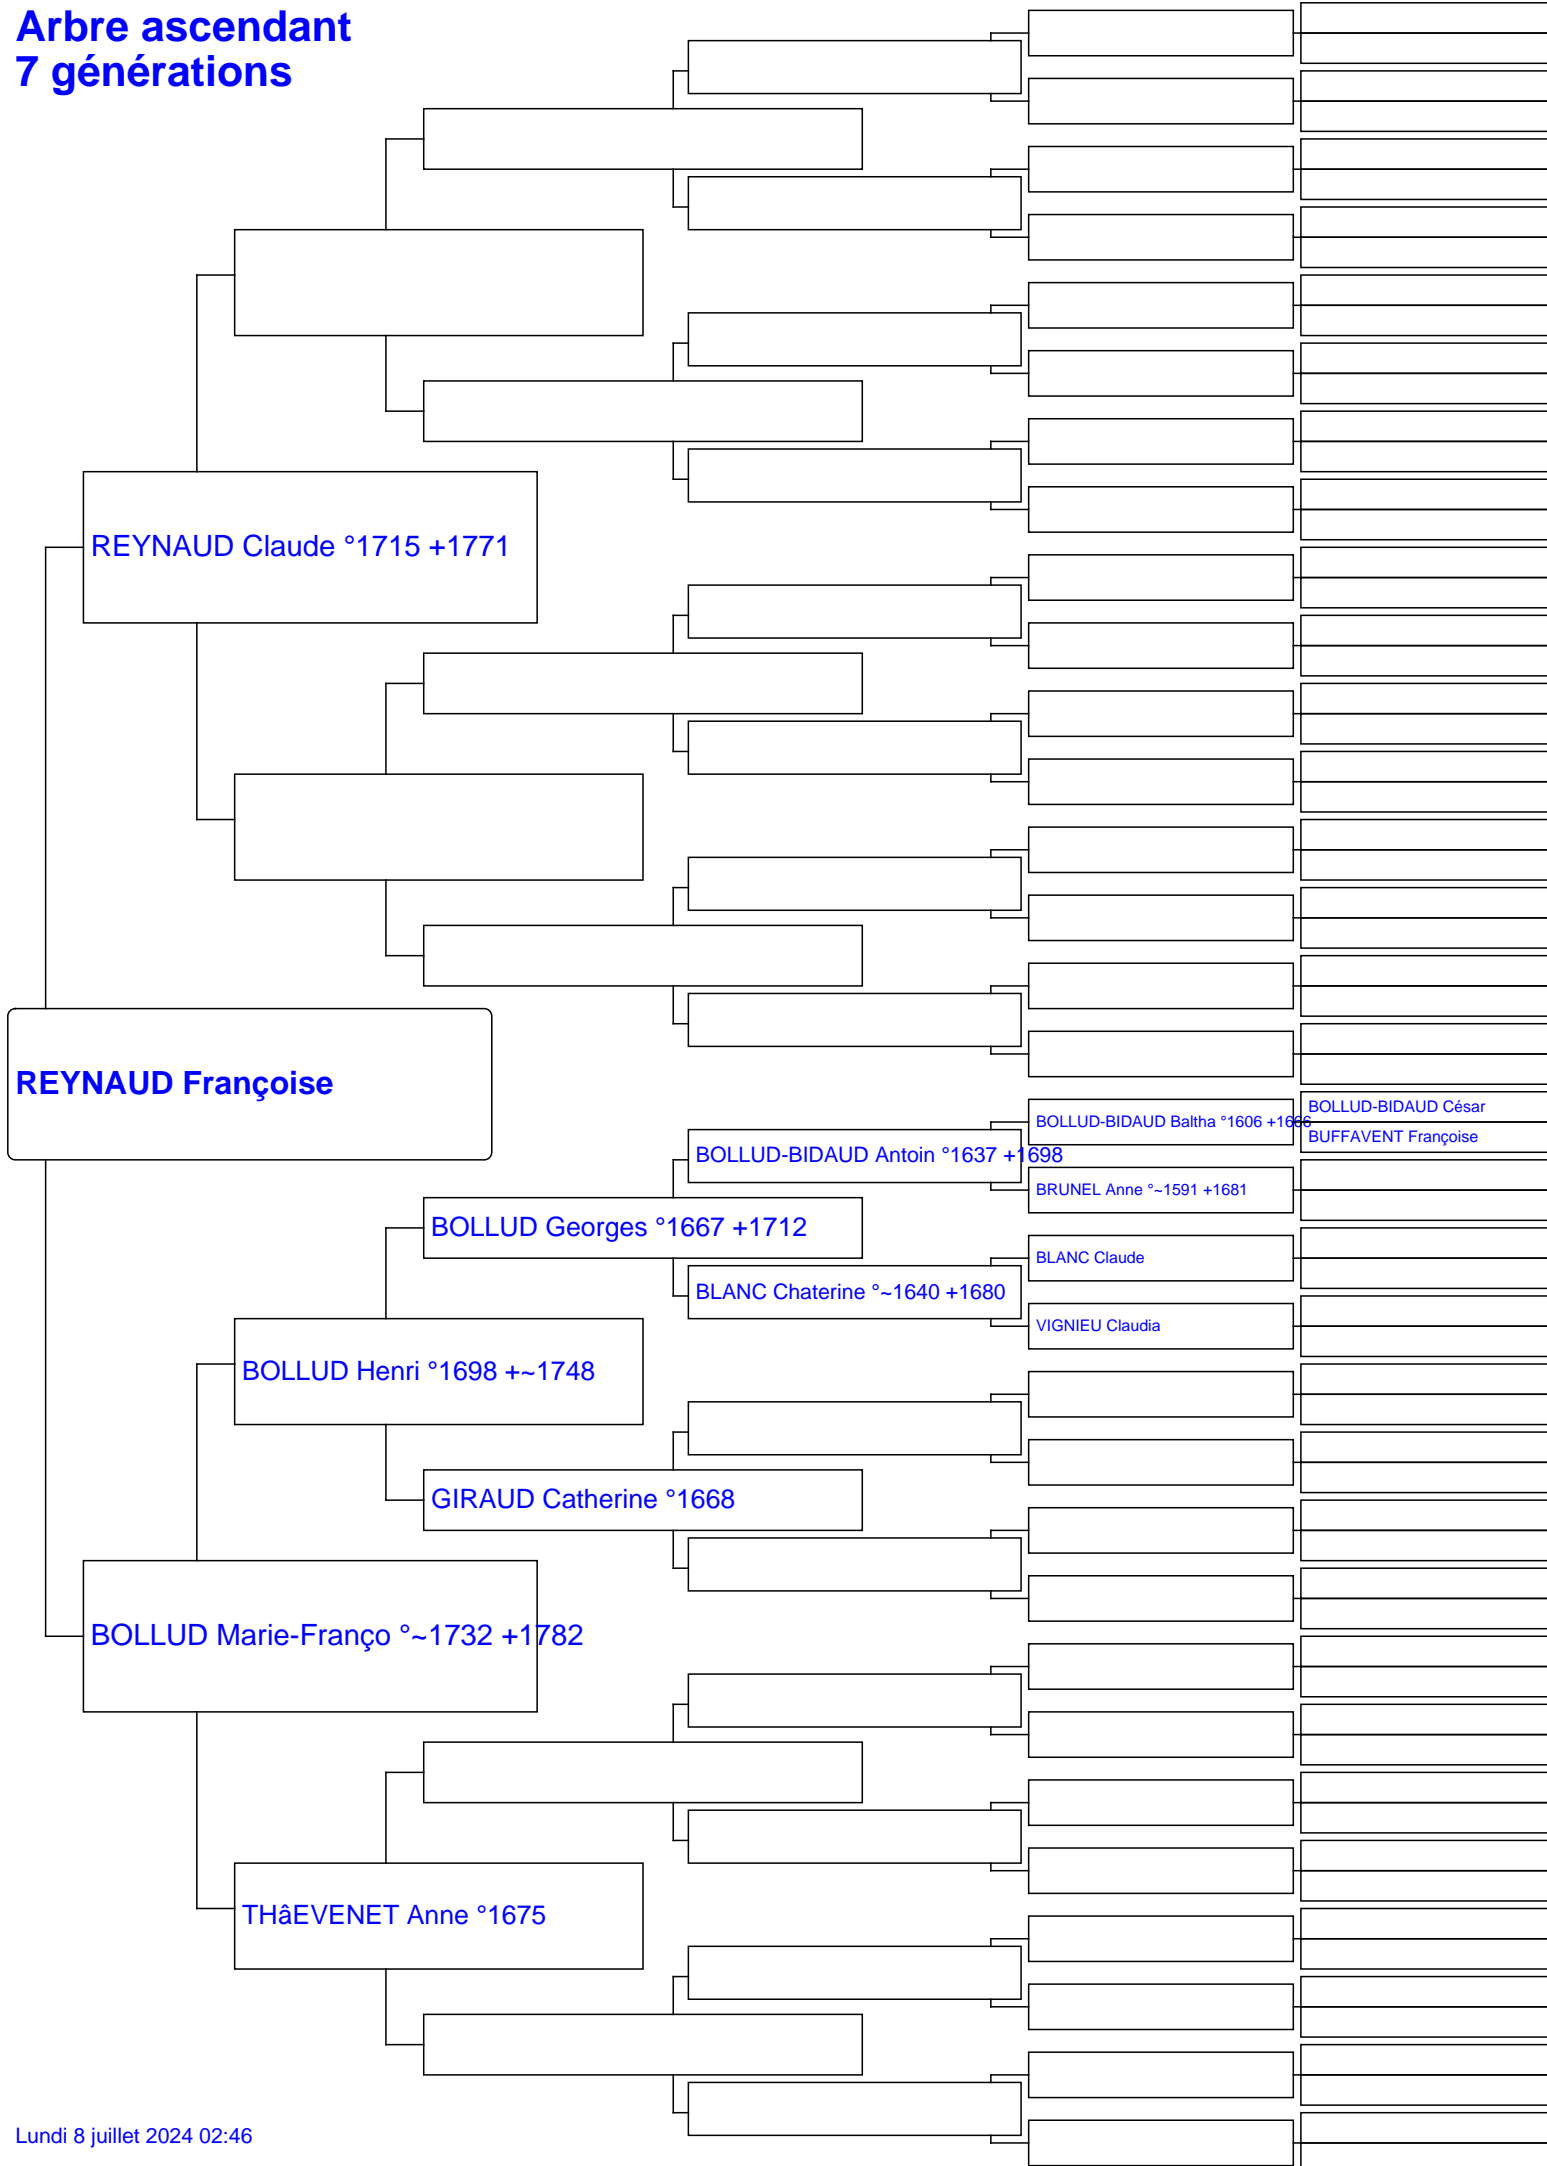 Arbre ascendant
7 générations
REYNAUD Claude °1715 +1771
REYNAUD Françoise
BOLLUD-BIDAUD César
BOLLUD-BIDAUD Baltha °1606 +1666
BUFFAVENT Françoise
BOLLUD-BIDAUD Antoin °1637 +1698
BRUNEL Anne °~1591 +1681
BOLLUD Georges °1667 +1712
BLANC Claude
BLANC Chaterine °~1640 +1680
VIGNIEU Claudia
BOLLUD Henri °1698 +~1748
GIRAUD Catherine °1668
BOLLUD Marie-Franço °~1732 +1782
THâEVENET Anne °1675
Lundi 8 juillet 2024 02:46